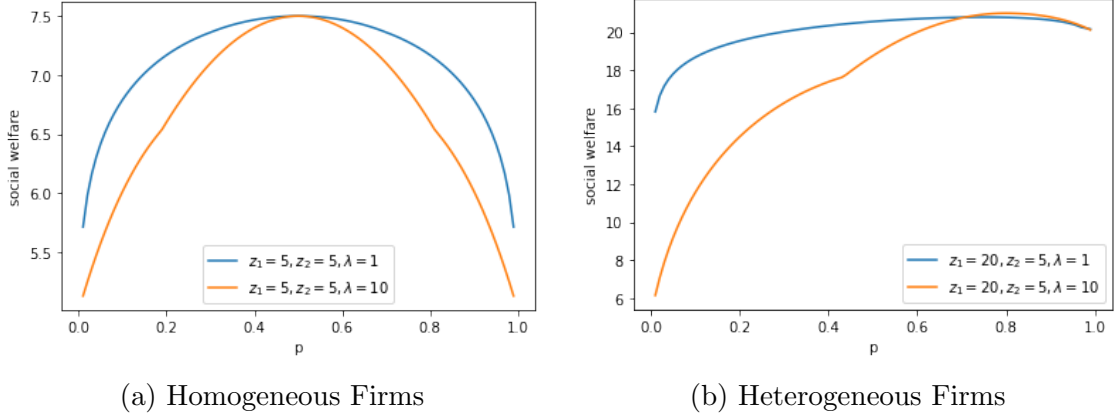 7.5
7.0
6.5
6.0
5.5
social welfare
0.0 0.2 0.4 0.6 0.8 1.0
p
z₁ = 5, z₂ = 5, λ = 1
z₁ = 5, z₂ = 5, λ = 10
(a) Homogeneous Firms
20
18
16
14
12
10
8
6
social welfare
0.0 0.2 0.4 0.6 0.8 1.0
p
z₁ = 20, z₂ = 5, λ = 1
z₁ = 20, z₂ = 5, λ = 10
(b) Heterogeneous Firms